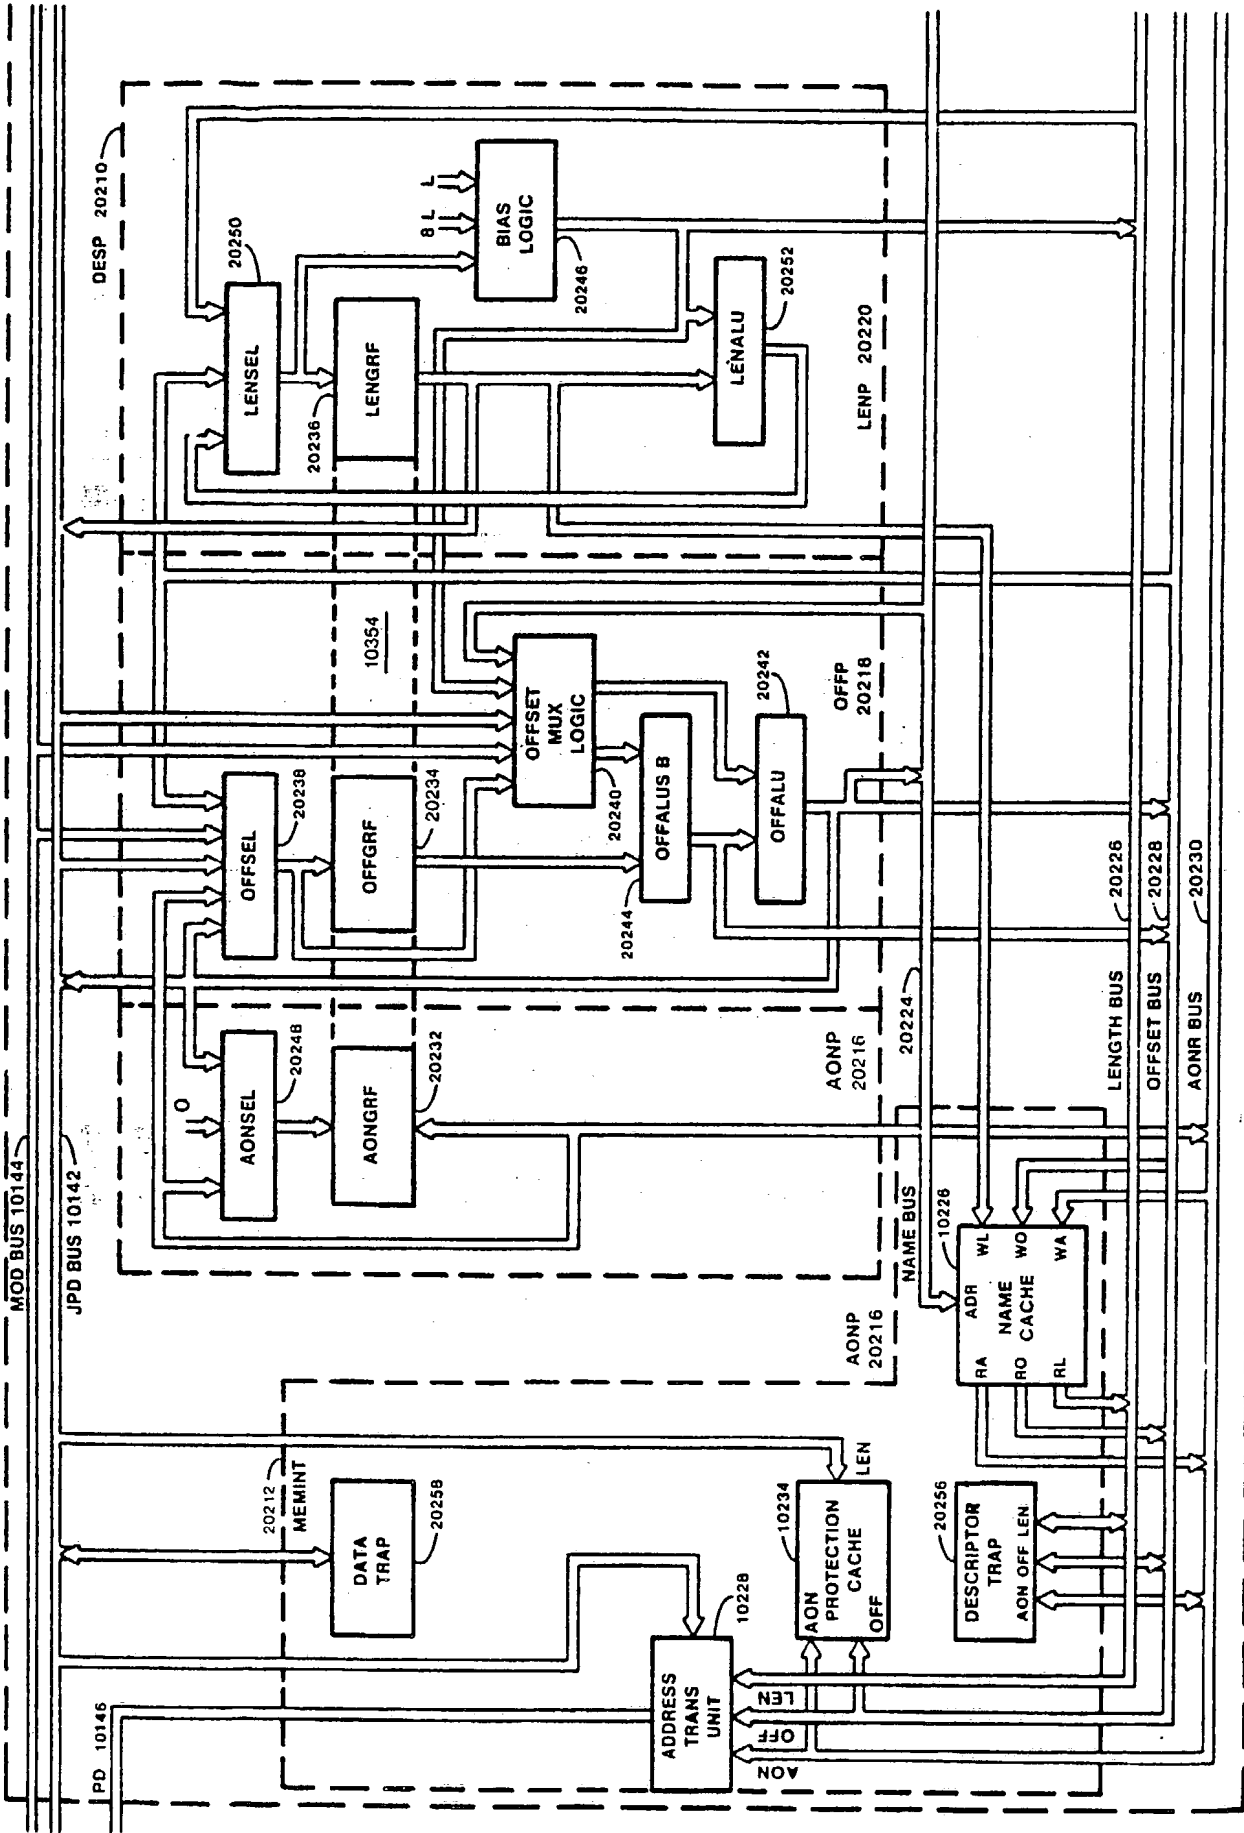 MOD BUS 10144
JPD BUS 10142
PD 10146
DESP 20210
20212
MEMINT
DATA
TRAP
20258
ADDRESS
TRANS
UNIT
10228
AON
OFF
LEN
10234
PROTECTION
CACHE
AON
OFF
LEN
20256
DESCRIPTOR
TRAP
AON OFF LEN
AONP
20216
10226
NAME
CACHE
ADR
RA
RO
RL
WL
WO
WA
NAME BUS
20224
AONP
20216
O
AONSEL
20248
AONGRF
20232
OFFSEL
20238
OFFGRF
20234
10354
OFFSET
MUX
LOGIC
20240
OFFALUS B
20244
OFFALU
20242
OFFP
20218
LENSEL
20250
LENGRF
20236
8 L
L
BIAS
LOGIC
20246
LENALU
20252
LENP 20220
LENGTH BUS
20226
OFFSET BUS
20228
AONR BUS
20230